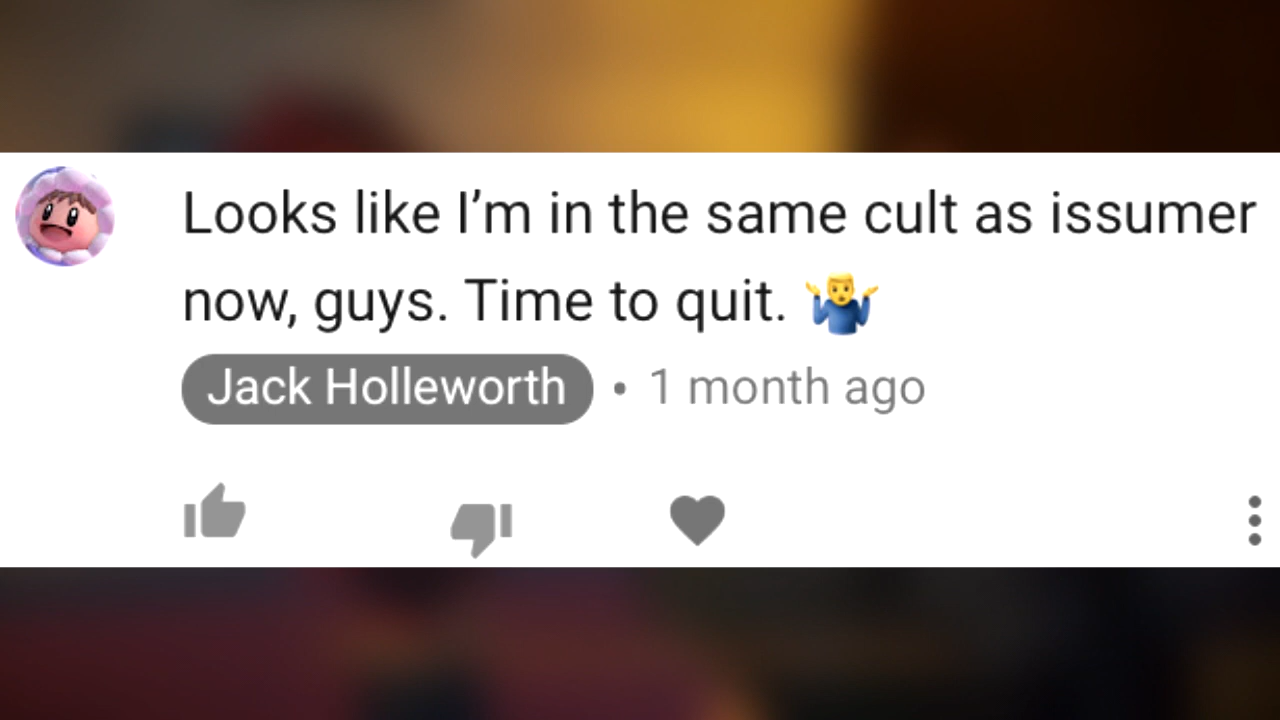 Looks like I’m in the same cult as issumer
now, guys. Time to quit. 🤷‍♂️
Jack Holleworth • 1 month ago